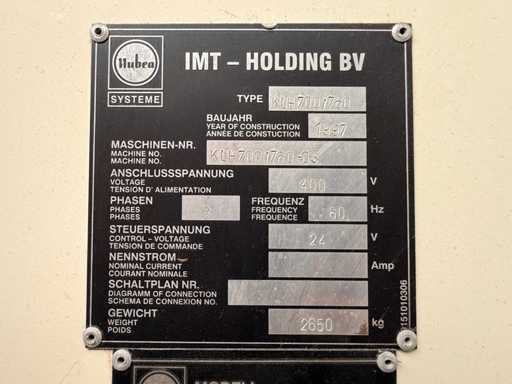 Hubea
SYSTEME
IMT – HOLDING BV
TYPE
BAUJAHR
YEAR OF CONSTRUCTION 1997
ANNÉE DE CONSTUCTION
MASCHINEN-NR.
MACHINE NO.
MACHINE NO.
ANSCHLUSSSPANNUNG
VOLTAGE 400 V
TENSION D' ALIMENTATION
PHASEN FREQUENZ
PHASES FREQUENCY 60 Hz
PHASES FREQUENCE
STEUERSPANNUNG
CONTROL – VOLTAGE 24 V
TENSION DE COMMANDE
NENNSTROM
NOMINAL CURRENT Amp
COURANT NOMINALE
SCHALTPLAN NR.
DIAGRAMM OF CONNECTION
SCHEMA DE CONNEXION NO.
GEWICHT
WEIGHT 2650 kg
POIDS
8151010306